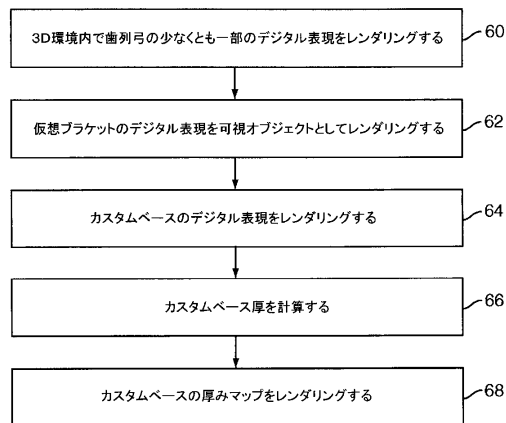 3D環境内で歯列弓の少なくとも一部のデジタル表現をレンダリングする
60
仮想ブラケットのデジタル表現を可視オブジェクトとしてレンダリングする
62
カスタムベースのデジタル表現をレンダリングする
64
カスタムベース厚を計算する
66
カスタムベースの厚みマップをレンダリングする
68